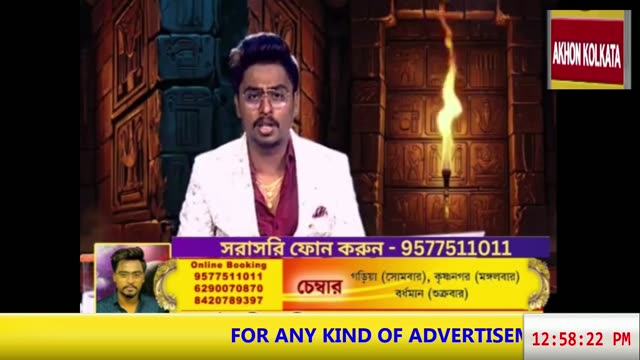 AKHON KOLKATA
সরাসরি ফোন করুন - 9577511011
Online Booking
9577511011
6290070870
8420789397
চেম্বার
গড়িয়া (সোমবার), কৃষ্ণনগর (মঙ্গলবার)
বর্ধমান (শুক্রবার)
FOR ANY KIND OF ADVERTISEM
12:58:22 PM